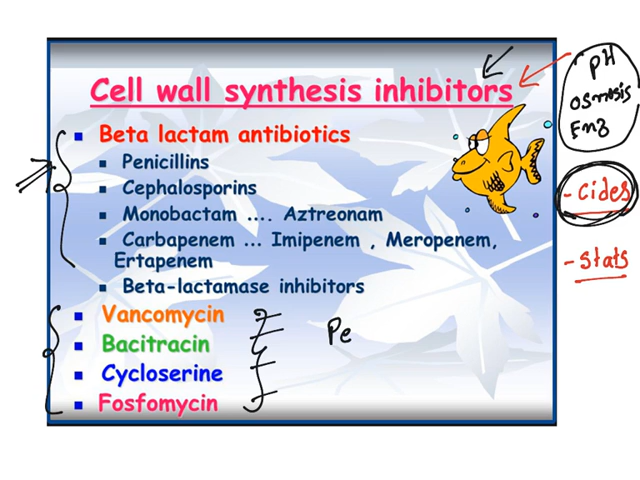 Cell wall synthesis inhibitors
Beta lactam antibiotics
Penicillins
Cephalosporins
Monobactam .... Aztreonam
Carbapenem ... Imipenem , Meropenem,
Ertapenem
Beta-lactamase inhibitors
Vancomycin
Bacitracin
Cycloserine
Fosfomycin
Pe
PH
osmosis
Enz
- Cides
- Stats